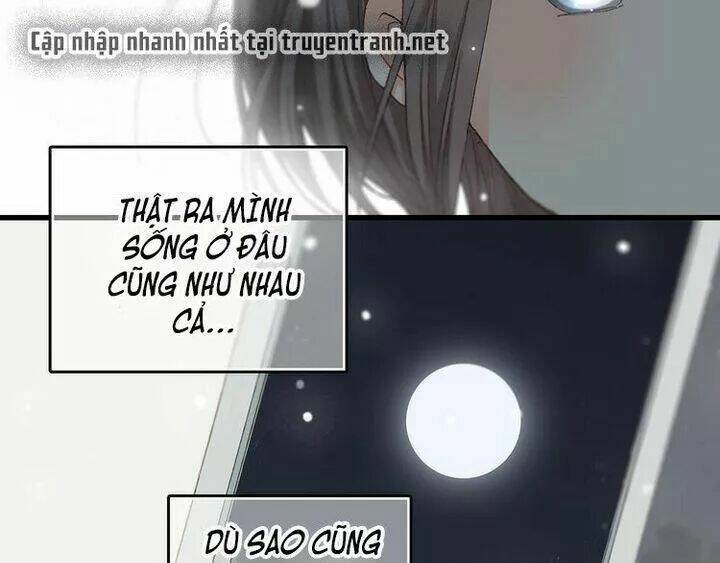 Cập nhập nhanh nhất tại truyentranh.net
THẬT RA MÌNH
SỐNG Ở ĐÂU
CŨNG NHƯ NHAU
CẢ...
DÙ SAO CŨNG